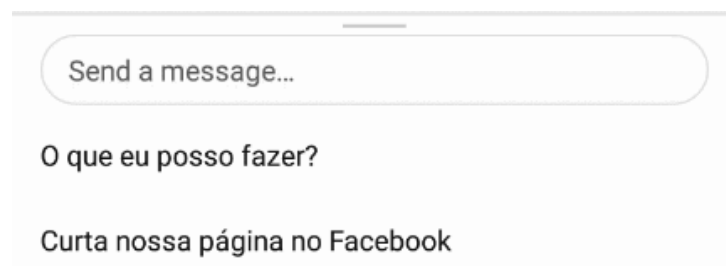 Send a message...
O que eu posso fazer?
Curta nossa página no Facebook